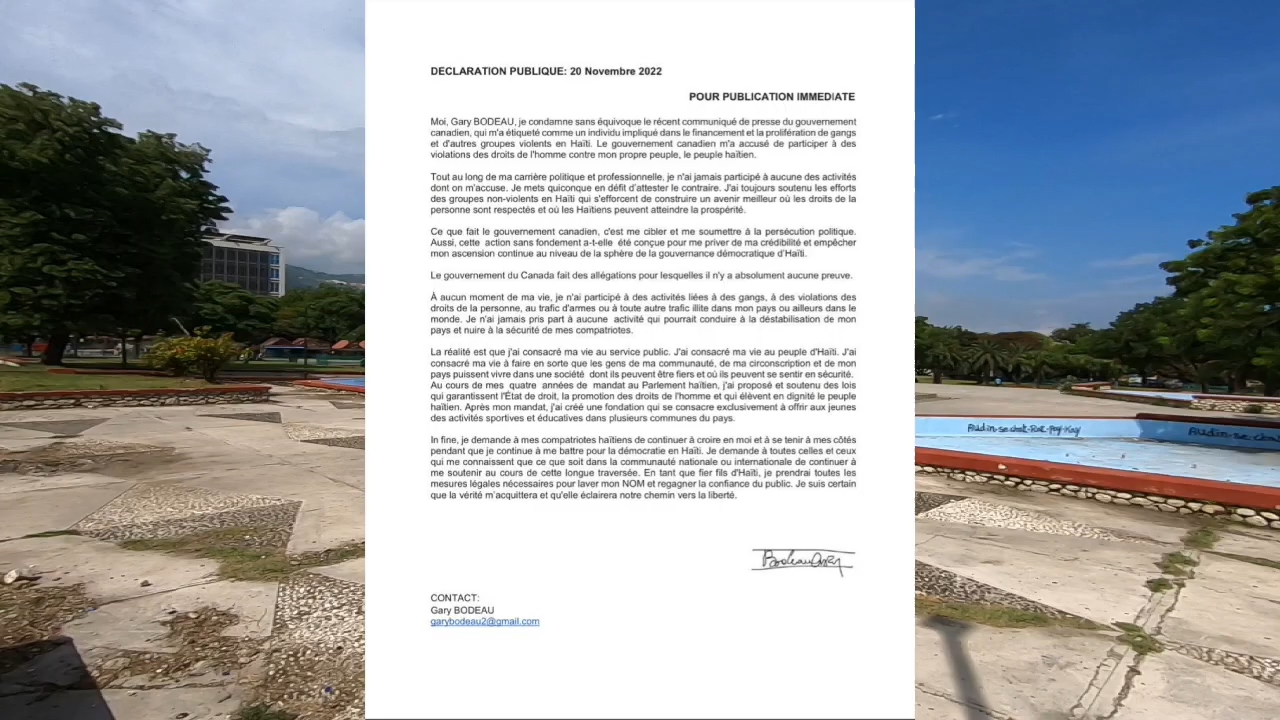 DECLARATION PUBLIQUE: 20 Novembre 2022
POUR PUBLICATION IMMEDIATE
Moi, Gary BODEAU, je condamne sans équivoque le récent communiqué de presse du gouvernement
canadien, qui m'a étiqueté comme un individu impliqué dans le financement et la prolifération de gangs
et d'autres groupes violents en Haïti. Le gouvernement canadien m'a accusé de participer à des
violations des droits de l'homme contre mon propre peuple, le peuple haïtien.
Tout au long de ma carrière politique et professionnelle, je n'ai jamais participé à aucune des activités
dont on m'accuse. Je mets quiconque en défit d'attester le contraire. J'ai toujours soutenu les efforts
des groupes non-violents en Haïti qui s'efforcent de construire un avenir meilleur où les droits de la
personne sont respectés et où les Haïtiens peuvent atteindre la prospérité.
Ce que fait le gouvernement canadien, c'est me cibler et me soumettre à la persécution politique.
Aussi, cette action sans fondement a-t-elle été conçue pour me priver de ma crédibilité et empêcher
mon ascension continue au niveau de la sphère de la gouvernance démocratique d'Haïti.
Le gouvernement du Canada fait des allégations pour lesquelles il n'y a absolument aucune preuve.
À aucun moment de ma vie, je n'ai participé à des activités liées à des gangs, à des violations des
droits de la personne, au trafic d'armes ou à toute autre trafic illite dans mon pays ou ailleurs dans le
monde. Je n'ai jamais pris part à aucune activité qui pourrait conduire à la déstabilisation de mon
pays et nuire à la sécurité de mes compatriotes.
La réalité est que j'ai consacré ma vie au service public. J'ai consacré ma vie au peuple d'Haïti. J'ai
consacré ma vie à faire en sorte que les gens de ma communauté, de ma circonscription et de mon
pays puissent vivre dans une société dont ils peuvent être fiers et où ils peuvent se sentir en sécurité.
Au cours de mes quatre années de mandat au Parlement haïtien, j'ai proposé et soutenu des lois
qui garantissent l'État de droit, la promotion des droits de l'homme et qui élèvent en dignité le peuple
haïtien. Après mon mandat, j'ai créé une fondation qui se consacre exclusivement à offrir aux jeunes
des activités sportives et éducatives dans plusieurs communes du pays.
In fine, je demande à mes compatriotes haïtiens de continuer à croire en moi et à se tenir à mes côtés
pendant que je continue à me battre pour la démocratie en Haïti. Je demande à toutes celles et ceux
qui me connaissent que ce que soit dans la communauté nationale ou internationale de continuer à
me soutenir au cours de cette longue traversée. En tant que fier fils d'Haïti, je prendrai toutes les
mesures légales nécessaires pour laver mon NOM et regagner la confiance du public. Je suis certain
que la vérité m'acquittera et qu'elle éclairera notre chemin vers la liberté.
Bodeau Gary
CONTACT:
Gary BODEAU
garybodeau2@gmail.com